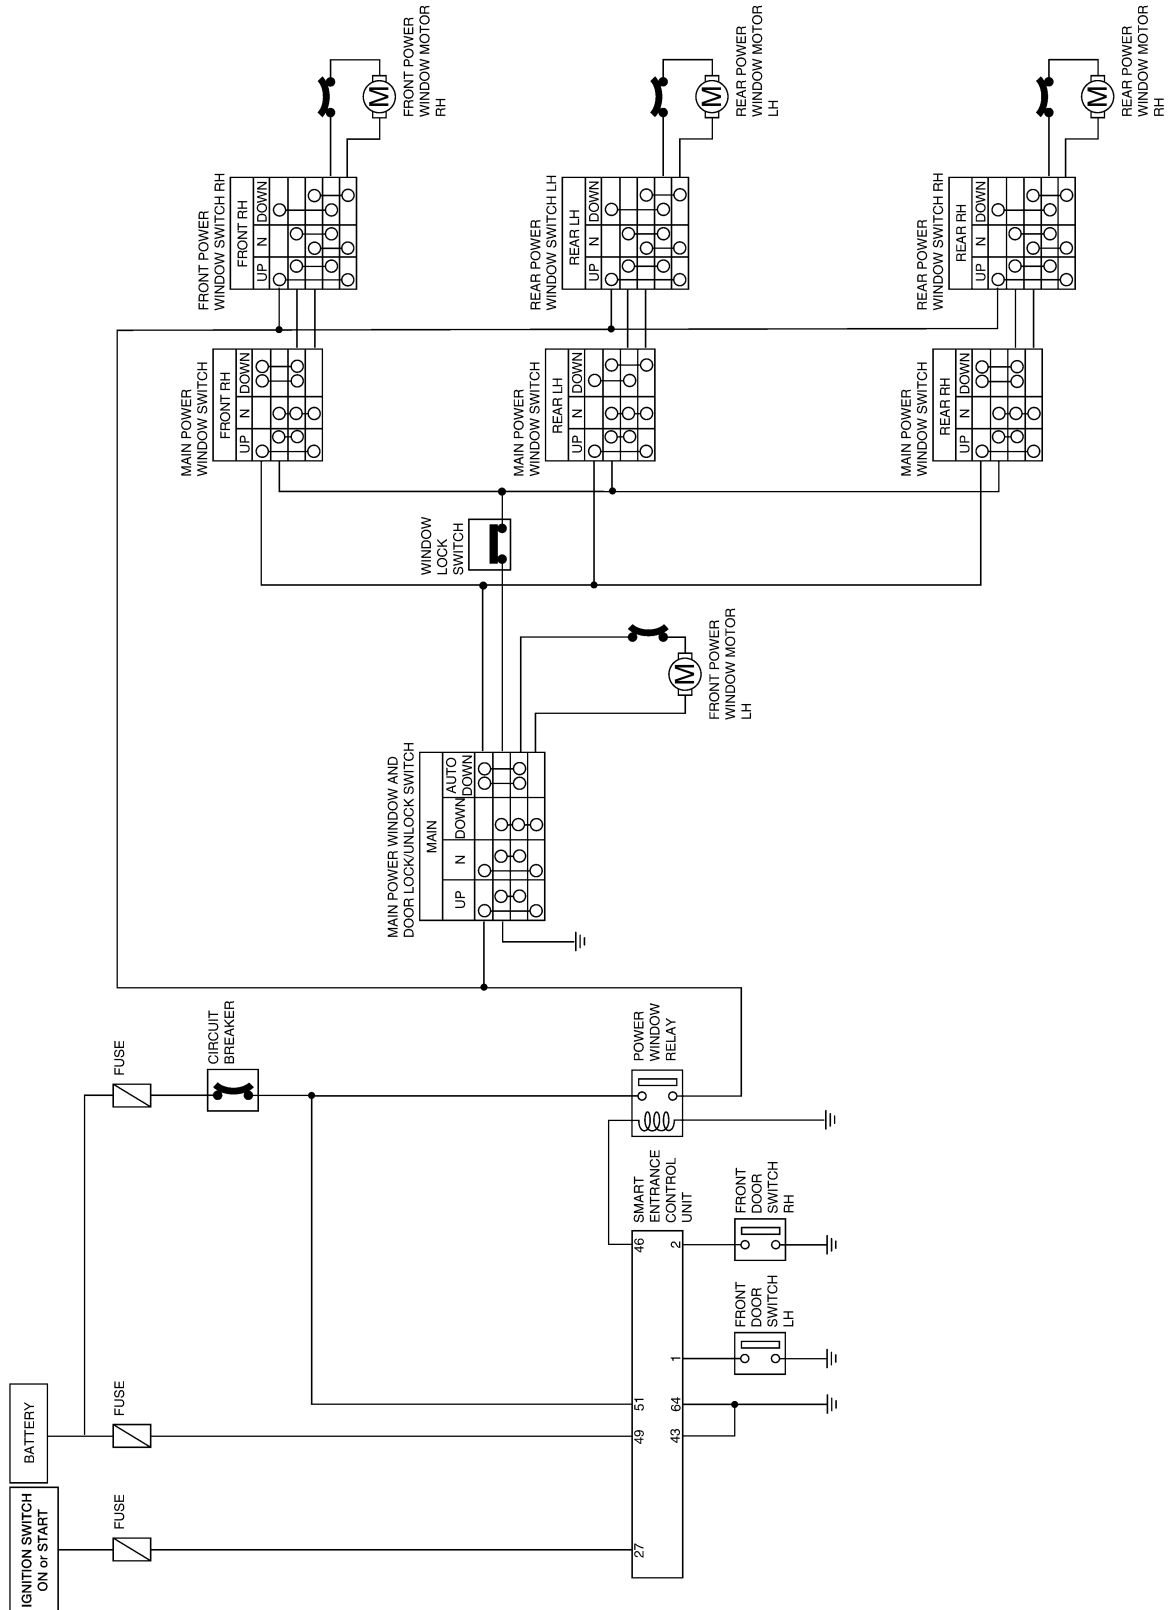 IGNITION SWITCH
ON or START
BATTERY
FUSE
FUSE
FUSE
CIRCUIT
BREAKER
27
49
51
46
43
64
1
2
SMART
ENTRANCE
CONTROL
UNIT
FRONT
DOOR
SWITCH
LH
FRONT
DOOR
SWITCH
RH
POWER
WINDOW
RELAY
MAIN POWER WINDOW AND
DOOR LOCK/UNLOCK SWITCH
MAIN
UP
N
DOWN
AUTO
DOWN
FRONT POWER
WINDOW MOTOR
LH
WINDOW
LOCK
SWITCH
MAIN POWER
WINDOW SWITCH
FRONT RH
UP
N
DOWN
MAIN POWER
WINDOW SWITCH
REAR LH
UP
N
DOWN
MAIN POWER
WINDOW SWITCH
REAR RH
UP
N
DOWN
FRONT POWER
WINDOW SWITCH RH
FRONT RH
UP
N
DOWN
REAR POWER
WINDOW SWITCH LH
REAR LH
UP
N
DOWN
REAR POWER
WINDOW SWITCH RH
REAR RH
UP
N
DOWN
M
FRONT POWER
WINDOW MOTOR
RH
M
REAR POWER
WINDOW MOTOR
LH
M
REAR POWER
WINDOW MOTOR
RH
M